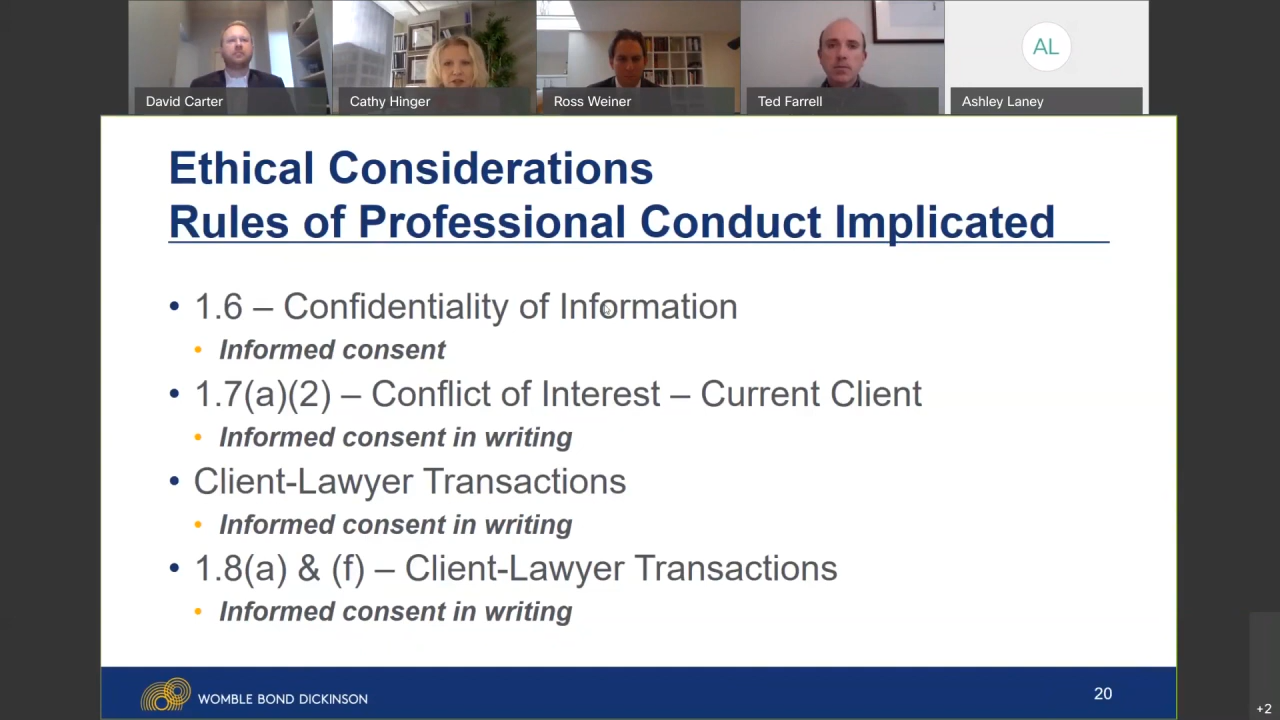 AL
David Carter
Cathy Hinger
Ross Weiner
Ted Farrell
Ashley Laney
Ethical Considerations
Rules of Professional Conduct Implicated
• 1.6 – Confidentiality of Information
• Informed consent
• 1.7(a)(2) – Conflict of Interest – Current Client
• Informed consent in writing
• Client-Lawyer Transactions
• Informed consent in writing
• 1.8(a) & (f) – Client-Lawyer Transactions
• Informed consent in writing
WOMBLE BOND DICKINSON
20
+2